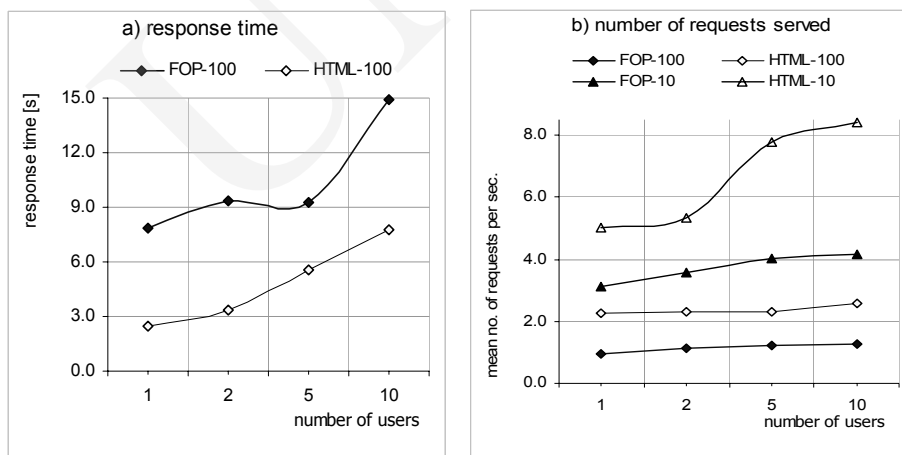 a) response time
FOP-100 HTML-100
response time [s]
15.0
12.0
9.0
6.0
3.0
0.0
1 2 5 10
number of users
b) number of requests served
FOP-100 HTML-100
FOP-10 HTML-10
mean no. of requests per sec.
8.0
6.0
4.0
2.0
0.0
1 2 5 10
number of users